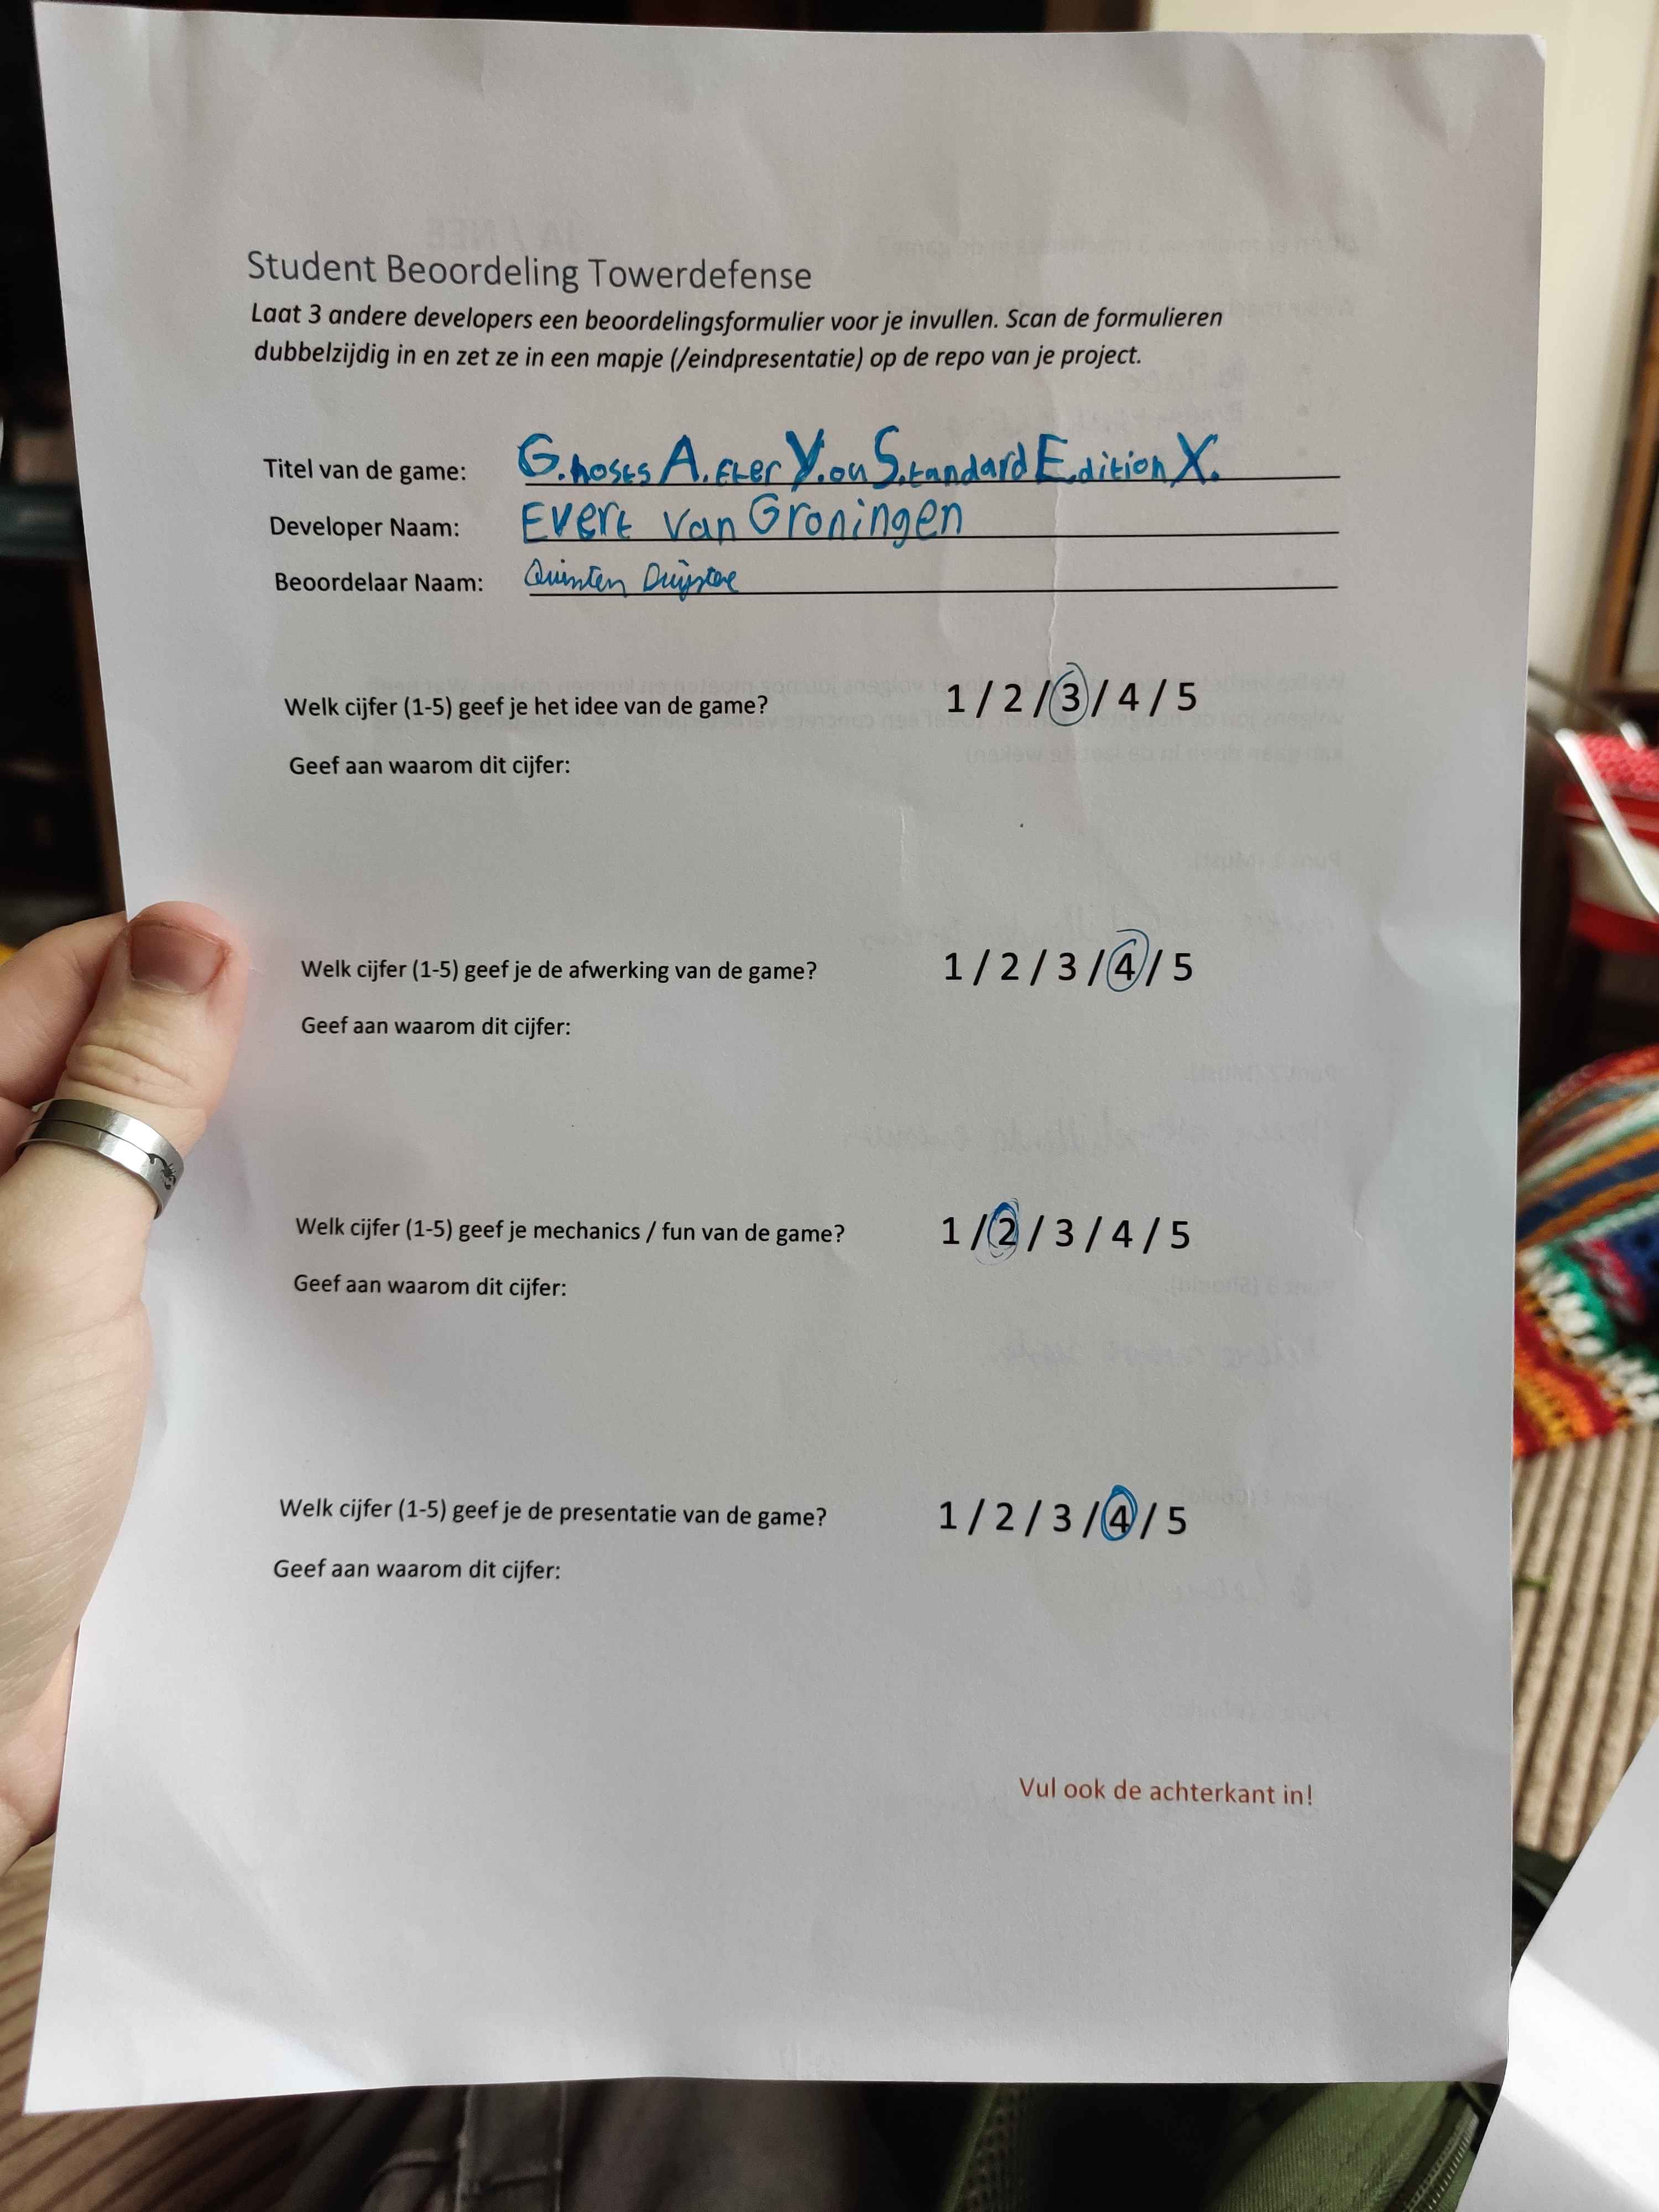 Student Beoordeling Towerdefense
Laat 3 andere developers een beoordelingsformulier voor je invullen. Scan de formulieren
dubbelzijdig in en zet ze in een mapje (/eindpresentatie) op de repo van je project.
Titel van de game: G.hosts A.fter Y.ou S.tandard E.dition X.
Developer Naam: Evert van Groningen
Beoordelaar Naam: Quinten
Welk cijfer (1-5) geef je het idee van de game? 1 / 2 / 3 / 4 / 5
Geef aan waarom dit cijfer:
Welk cijfer (1-5) geef je de afwerking van de game? 1 / 2 / 3 / 4 / 5
Geef aan waarom dit cijfer:
Welk cijfer (1-5) geef je mechanics / fun van de game? 1 / 2 / 3 / 4 / 5
Geef aan waarom dit cijfer:
Welk cijfer (1-5) geef je de presentatie van de game? 1 / 2 / 3 / 4 / 5
Geef aan waarom dit cijfer:
Vul ook de achterkant in!